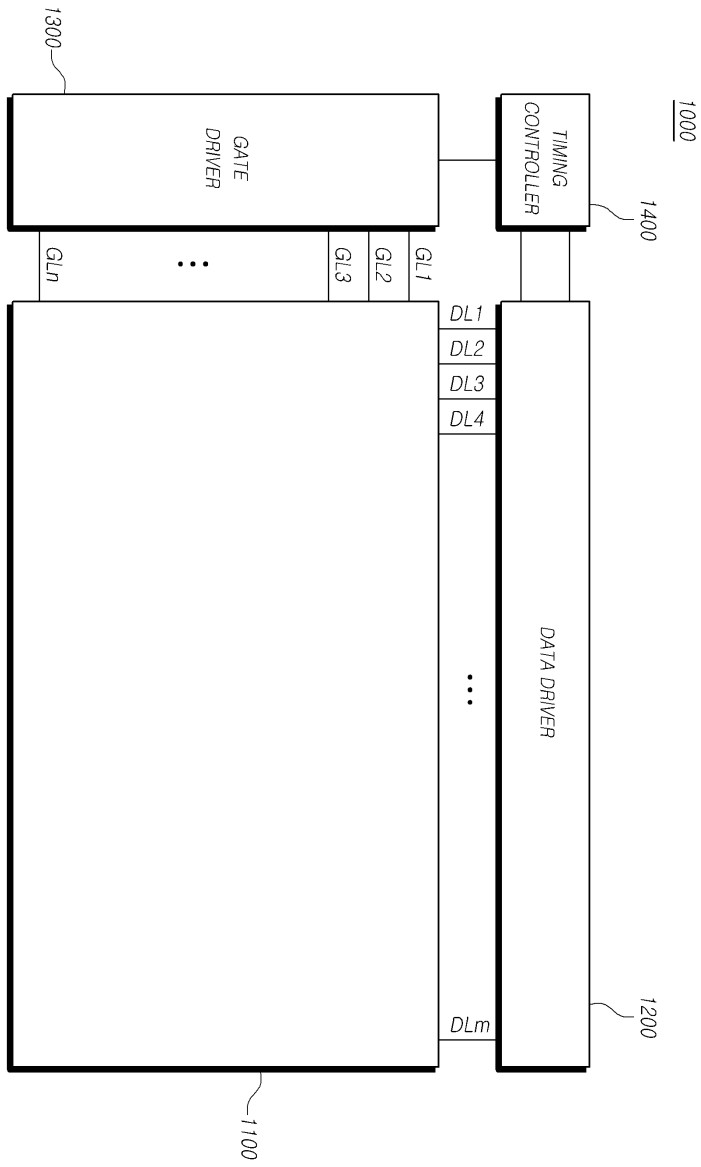 1000
1400
1200
TIMING
CONTROLLER
DATA DRIVER
DL1
DL2
DL3
DL4
...
DLm
GATE
DRIVER
GL1
GL2
GL3
...
GLn
1300
1100